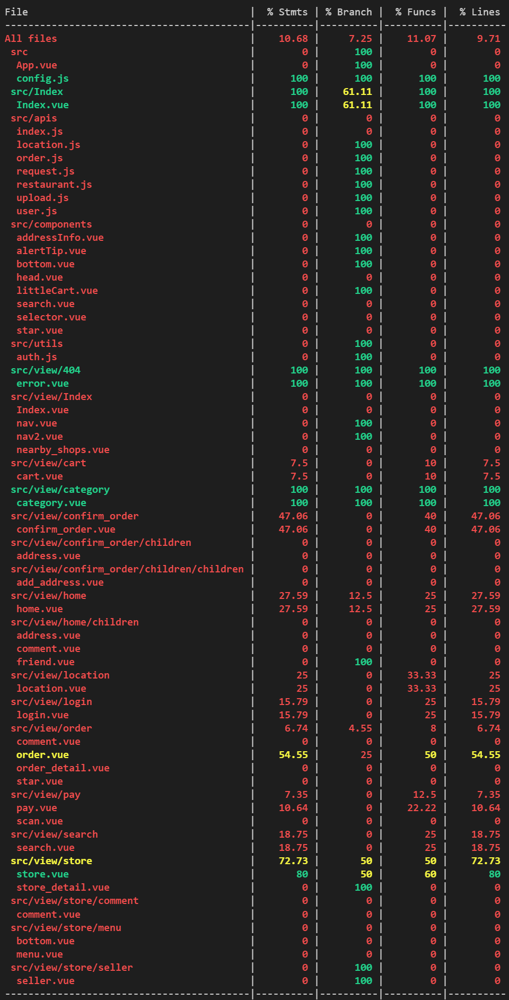 File | % Stmts | % Branch | % Funcs | % Lines
------------------------------------------|----------|----------|----------|----------
All files | 10.68 | 7.25 | 11.07 | 9.71
src | 0 | 100 | 0 | 0
App.vue | 0 | 100 | 0 | 0
config.js | 100 | 100 | 100 | 100
src/Index | 100 | 61.11 | 100 | 100
Index.vue | 100 | 61.11 | 100 | 100
src/apis | 0 | 0 | 0 | 0
index.js | 0 | 0 | 0 | 0
location.js | 0 | 100 | 0 | 0
order.js | 0 | 100 | 0 | 0
request.js | 0 | 100 | 0 | 0
restaurant.js | 0 | 100 | 0 | 0
upload.js | 0 | 100 | 0 | 0
user.js | 0 | 100 | 0 | 0
src/components | 0 | 0 | 0 | 0
addressInfo.vue | 0 | 100 | 0 | 0
alertTip.vue | 0 | 100 | 0 | 0
bottom.vue | 0 | 100 | 0 | 0
head.vue | 0 | 0 | 0 | 0
littleCart.vue | 0 | 100 | 0 | 0
search.vue | 0 | 0 | 0 | 0
selector.vue | 0 | 0 | 0 | 0
star.vue | 0 | 0 | 0 | 0
src/utils | 0 | 100 | 0 | 0
auth.js | 0 | 100 | 0 | 0
src/view/404 | 100 | 100 | 100 | 100
error.vue | 100 | 100 | 100 | 100
src/view/Index | 0 | 0 | 0 | 0
Index.vue | 0 | 0 | 0 | 0
nav.vue | 0 | 100 | 0 | 0
nav2.vue | 0 | 100 | 0 | 0
nearby_shops.vue | 0 | 0 | 0 | 0
src/view/cart | 7.5 | 0 | 10 | 7.5
cart.vue | 7.5 | 0 | 10 | 7.5
src/view/category | 100 | 100 | 100 | 100
category.vue | 100 | 100 | 100 | 100
src/view/confirm_order | 47.06 | 0 | 40 | 47.06
confirm_order.vue | 47.06 | 0 | 40 | 47.06
src/view/confirm_order/children | 0 | 0 | 0 | 0
address.vue | 0 | 0 | 0 | 0
src/view/confirm_order/children/children | 0 | 0 | 0 | 0
add_address.vue | 0 | 0 | 0 | 0
src/view/home | 27.59 | 12.5 | 25 | 27.59
home.vue | 27.59 | 12.5 | 25 | 27.59
src/view/home/children | 0 | 0 | 0 | 0
address.vue | 0 | 0 | 0 | 0
comment.vue | 0 | 0 | 0 | 0
friend.vue | 0 | 100 | 0 | 0
src/view/location | 25 | 0 | 33.33 | 25
location.vue | 25 | 0 | 33.33 | 25
src/view/login | 15.79 | 0 | 25 | 15.79
login.vue | 15.79 | 0 | 25 | 15.79
src/view/order | 6.74 | 4.55 | 8 | 6.74
comment.vue | 0 | 0 | 0 | 0
order.vue | 54.55 | 25 | 50 | 54.55
order_detail.vue | 0 | 0 | 0 | 0
star.vue | 0 | 0 | 0 | 0
src/view/pay | 7.35 | 0 | 12.5 | 7.35
pay.vue | 10.64 | 0 | 22.22 | 10.64
scan.vue | 0 | 0 | 0 | 0
src/view/search | 18.75 | 0 | 25 | 18.75
search.vue | 18.75 | 0 | 25 | 18.75
src/view/store | 72.73 | 50 | 50 | 72.73
store.vue | 80 | 50 | 60 | 80
store_detail.vue | 0 | 100 | 0 | 0
src/view/store/comment | 0 | 0 | 0 | 0
comment.vue | 0 | 0 | 0 | 0
src/view/store/menu | 0 | 0 | 0 | 0
bottom.vue | 0 | 0 | 0 | 0
menu.vue | 0 | 0 | 0 | 0
src/view/store/seller | 0 | 100 | 0 | 0
seller.vue | 0 | 100 | 0 | 0
------------------------------------------|----------|----------|----------|----------